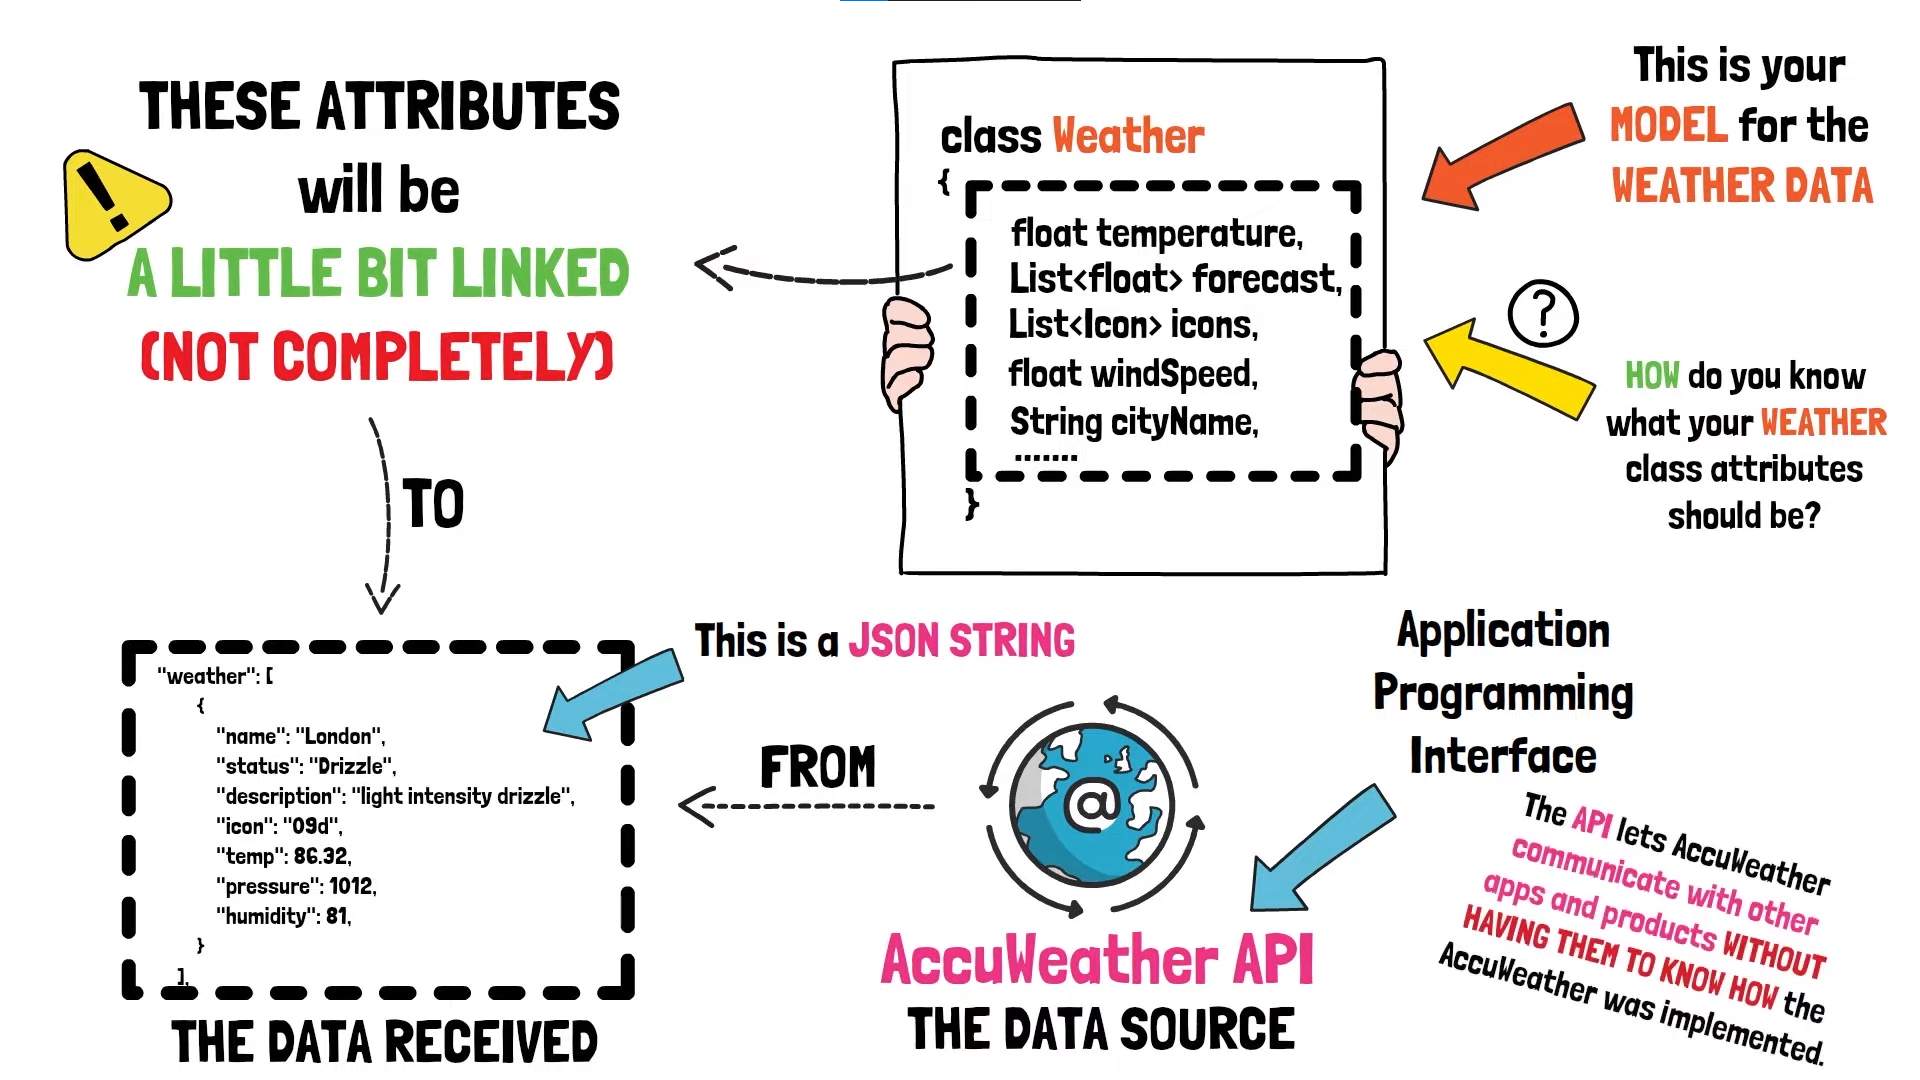 THESE ATTRIBUTES
will be
A LITTLE BIT LINKED
(NOT COMPLETELY)
TO
class Weather
{
float temperature,
List<float> forecast,
List<Icon> icons,
float windSpeed,
String cityName,
.......
}
This is your
MODEL for the
WEATHER DATA
?
HOW do you know
what your WEATHER
class attributes
should be?
This is a JSON STRING
"weather": [
{
"name": "London",
"status": "Drizzle",
"description": "light intensity drizzle",
"icon": "09d",
"temp": 86.32,
"pressure": 1012,
"humidity": 81,
}
],
THE DATA RECEIVED
FROM
@
AccuWeather API
THE DATA SOURCE
Application
Programming
Interface
The API lets AccuWeather
communicate with other
apps and products WITHOUT
HAVING THEM TO KNOW HOW the
AccuWeather was implemented.